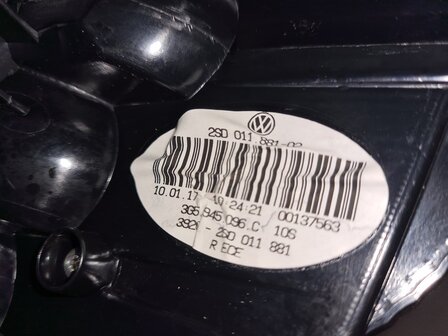 2SD 011 881-02
10.01.17 10:24:21 00137563
3G5.945.096.C 10S
3920 - 2SD 011 881
R ECE